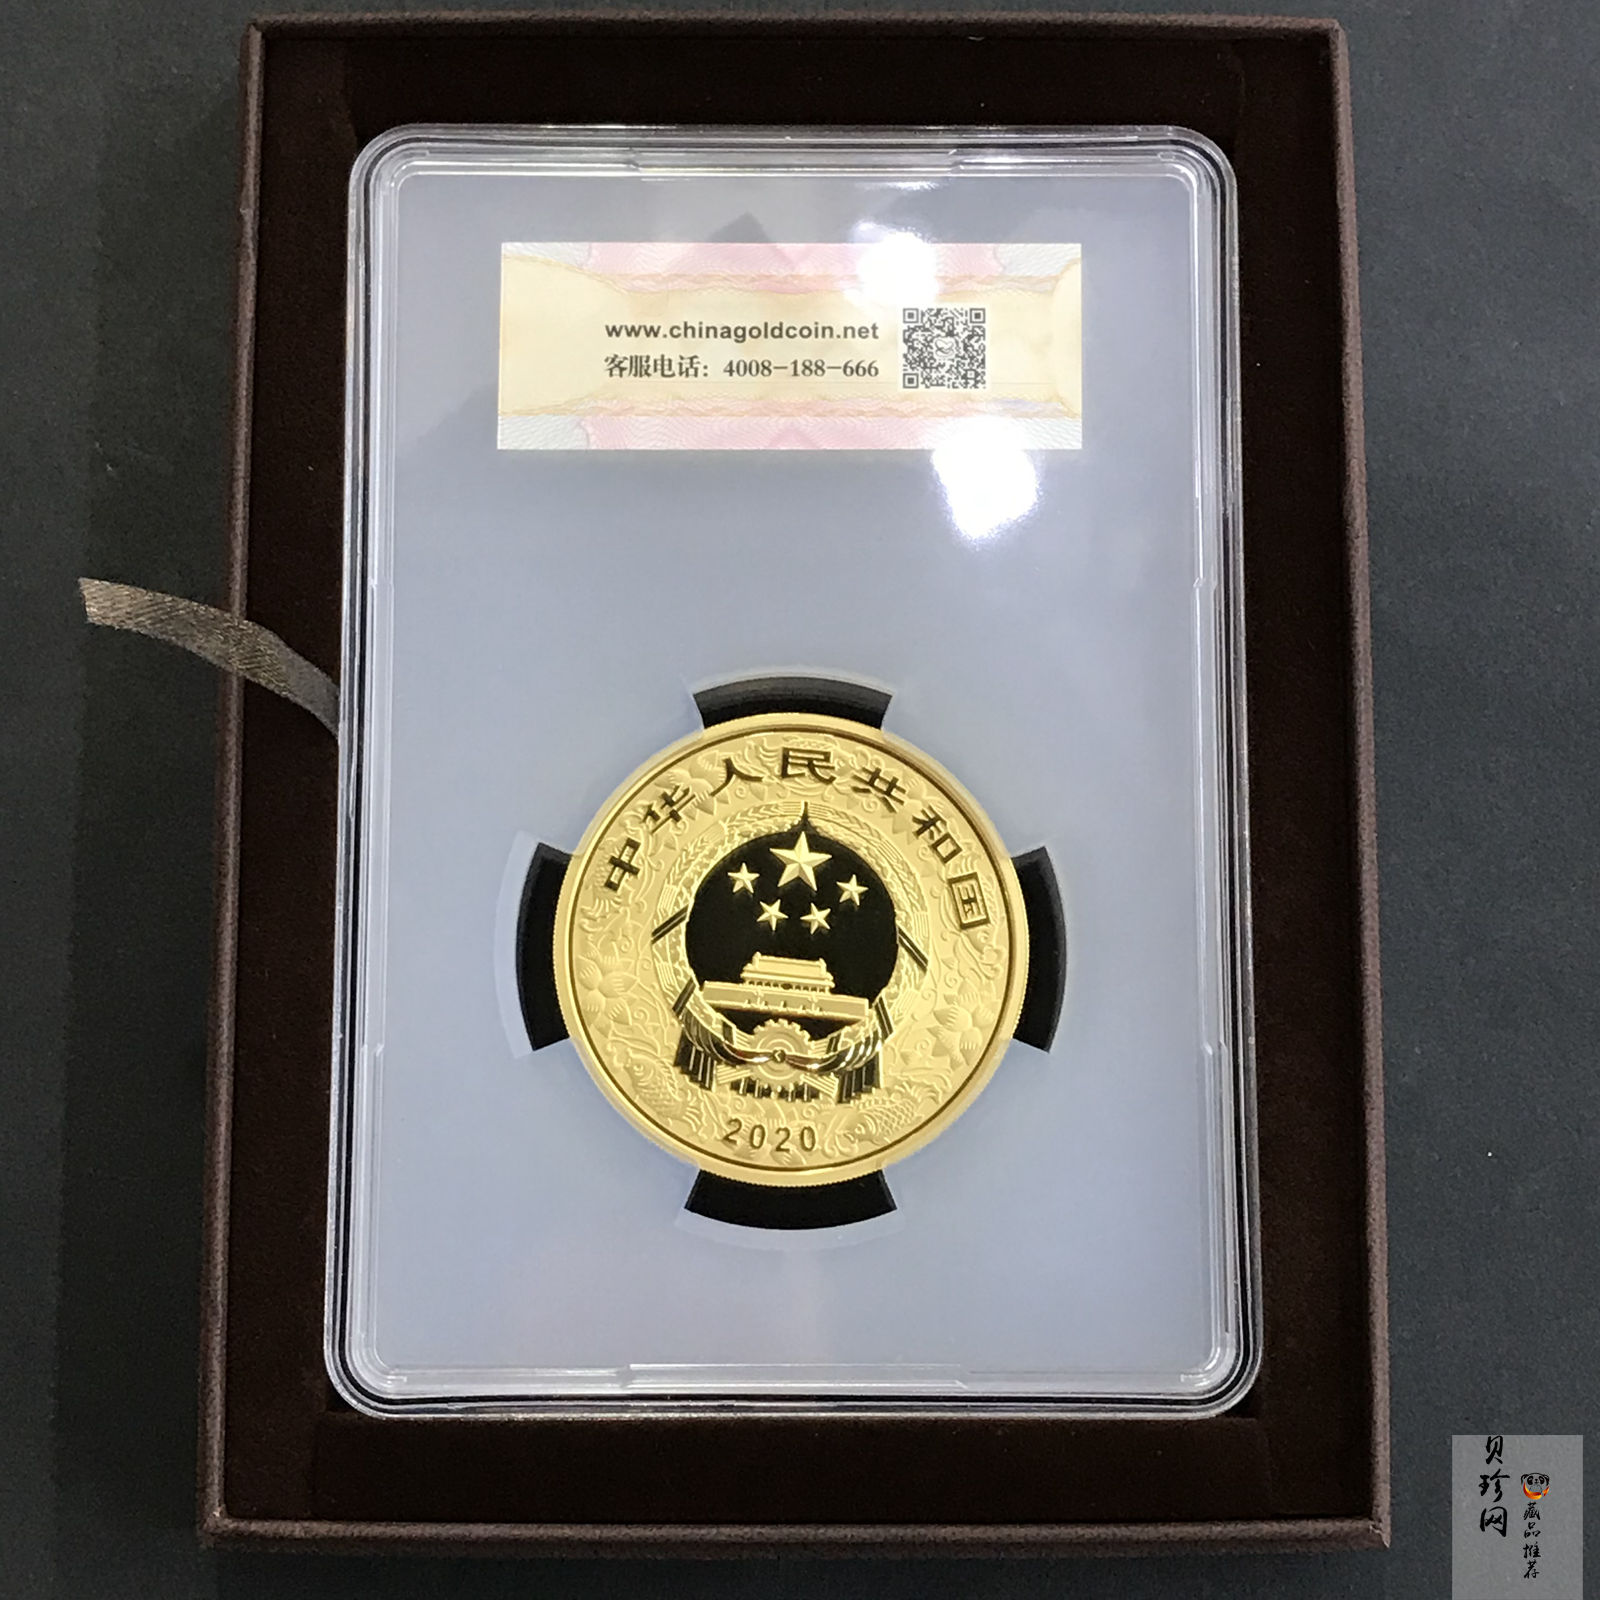 www.chinagoldcoin.net
客服电话：4008-188-666
中华人民共和国
2020
贝珍网
藏品推荐